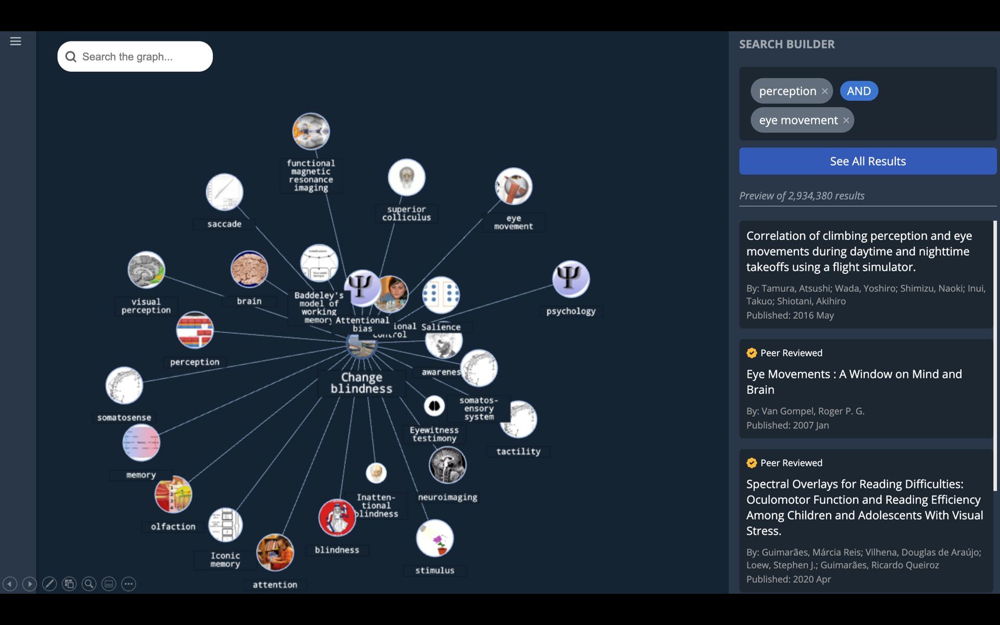 Search the graph...
functional
magnetic
resonance
imaging
saccade
superior
colliculus
eye
movement
visual
perception
brain
Baddeley's
model of
working
memory
Attentional
bias
ional
control
Salience
psychology
perception
Change
blindness
somatosense
memory
olfaction
Iconic
memory
attention
blindness
Inatten-
tional
blindness
stimulus
neuroimaging
Eyewitness
testimony
somatos-
ensory
system
tactility
SEARCH BUILDER
perception × AND
eye movement ×
See All Results
Preview of 2,934,380 results
Correlation of climbing perception and eye
movements during daytime and nighttime
takeoffs using a flight simulator.
By: Tamura, Atsushi; Wada, Yoshiro; Shimizu, Naoki; Inui,
Takuo; Shiotani, Akihiro
Published: 2016 May
Peer Reviewed
Eye Movements : A Window on Mind and
Brain
By: Van Gompel, Roger P. G.
Published: 2007 Jan
Peer Reviewed
Spectral Overlays for Reading Difficulties:
Oculomotor Function and Reading Efficiency
Among Children and Adolescents With Visual
Stress.
By: Guimarães, Márcia Reis; Vilhena, Douglas de Araújo;
Loew, Stephen J.; Guimarães, Ricardo Queiroz
Published: 2020 Apr